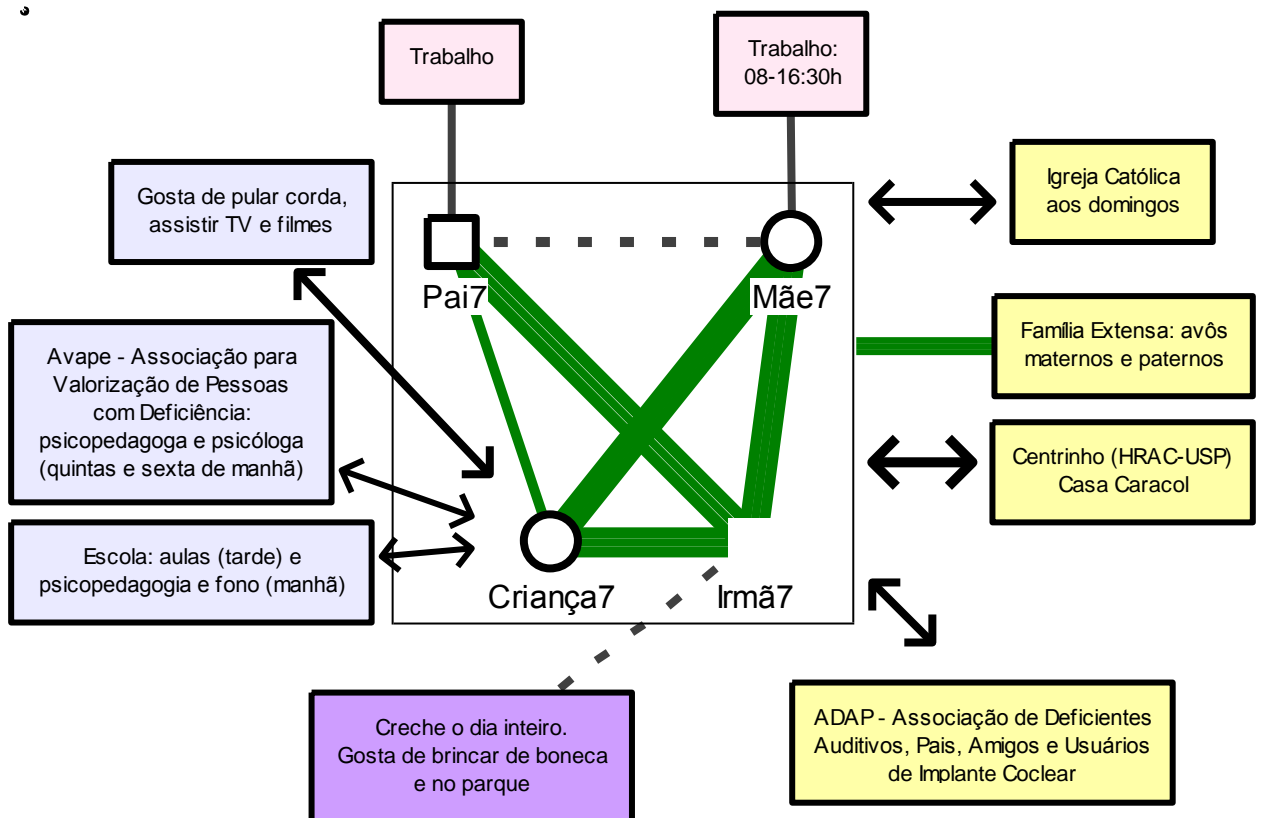 Trabalho
Trabalho:
08-16:30h
Gosta de pular corda,
assistir TV e filmes
Igreja Católica
aos domingos
Pai7
Mãe7
Avape - Associação para
Valorização de Pessoas
com Deficiência:
psicopedagoga e psicóloga
(quintas e sexta de manhã)
Família Extensa: avôs
maternos e paternos
Centrinho (HRAC-USP)
Casa Caracol
Escola: aulas (tarde) e
psicopedagogia e fono (manhã)
Criança7
Irmã7
Creche o dia inteiro.
Gosta de brincar de boneca
e no parque
ADAP - Associação de Deficientes
Auditivos, Pais, Amigos e Usuários
de Implante Coclear